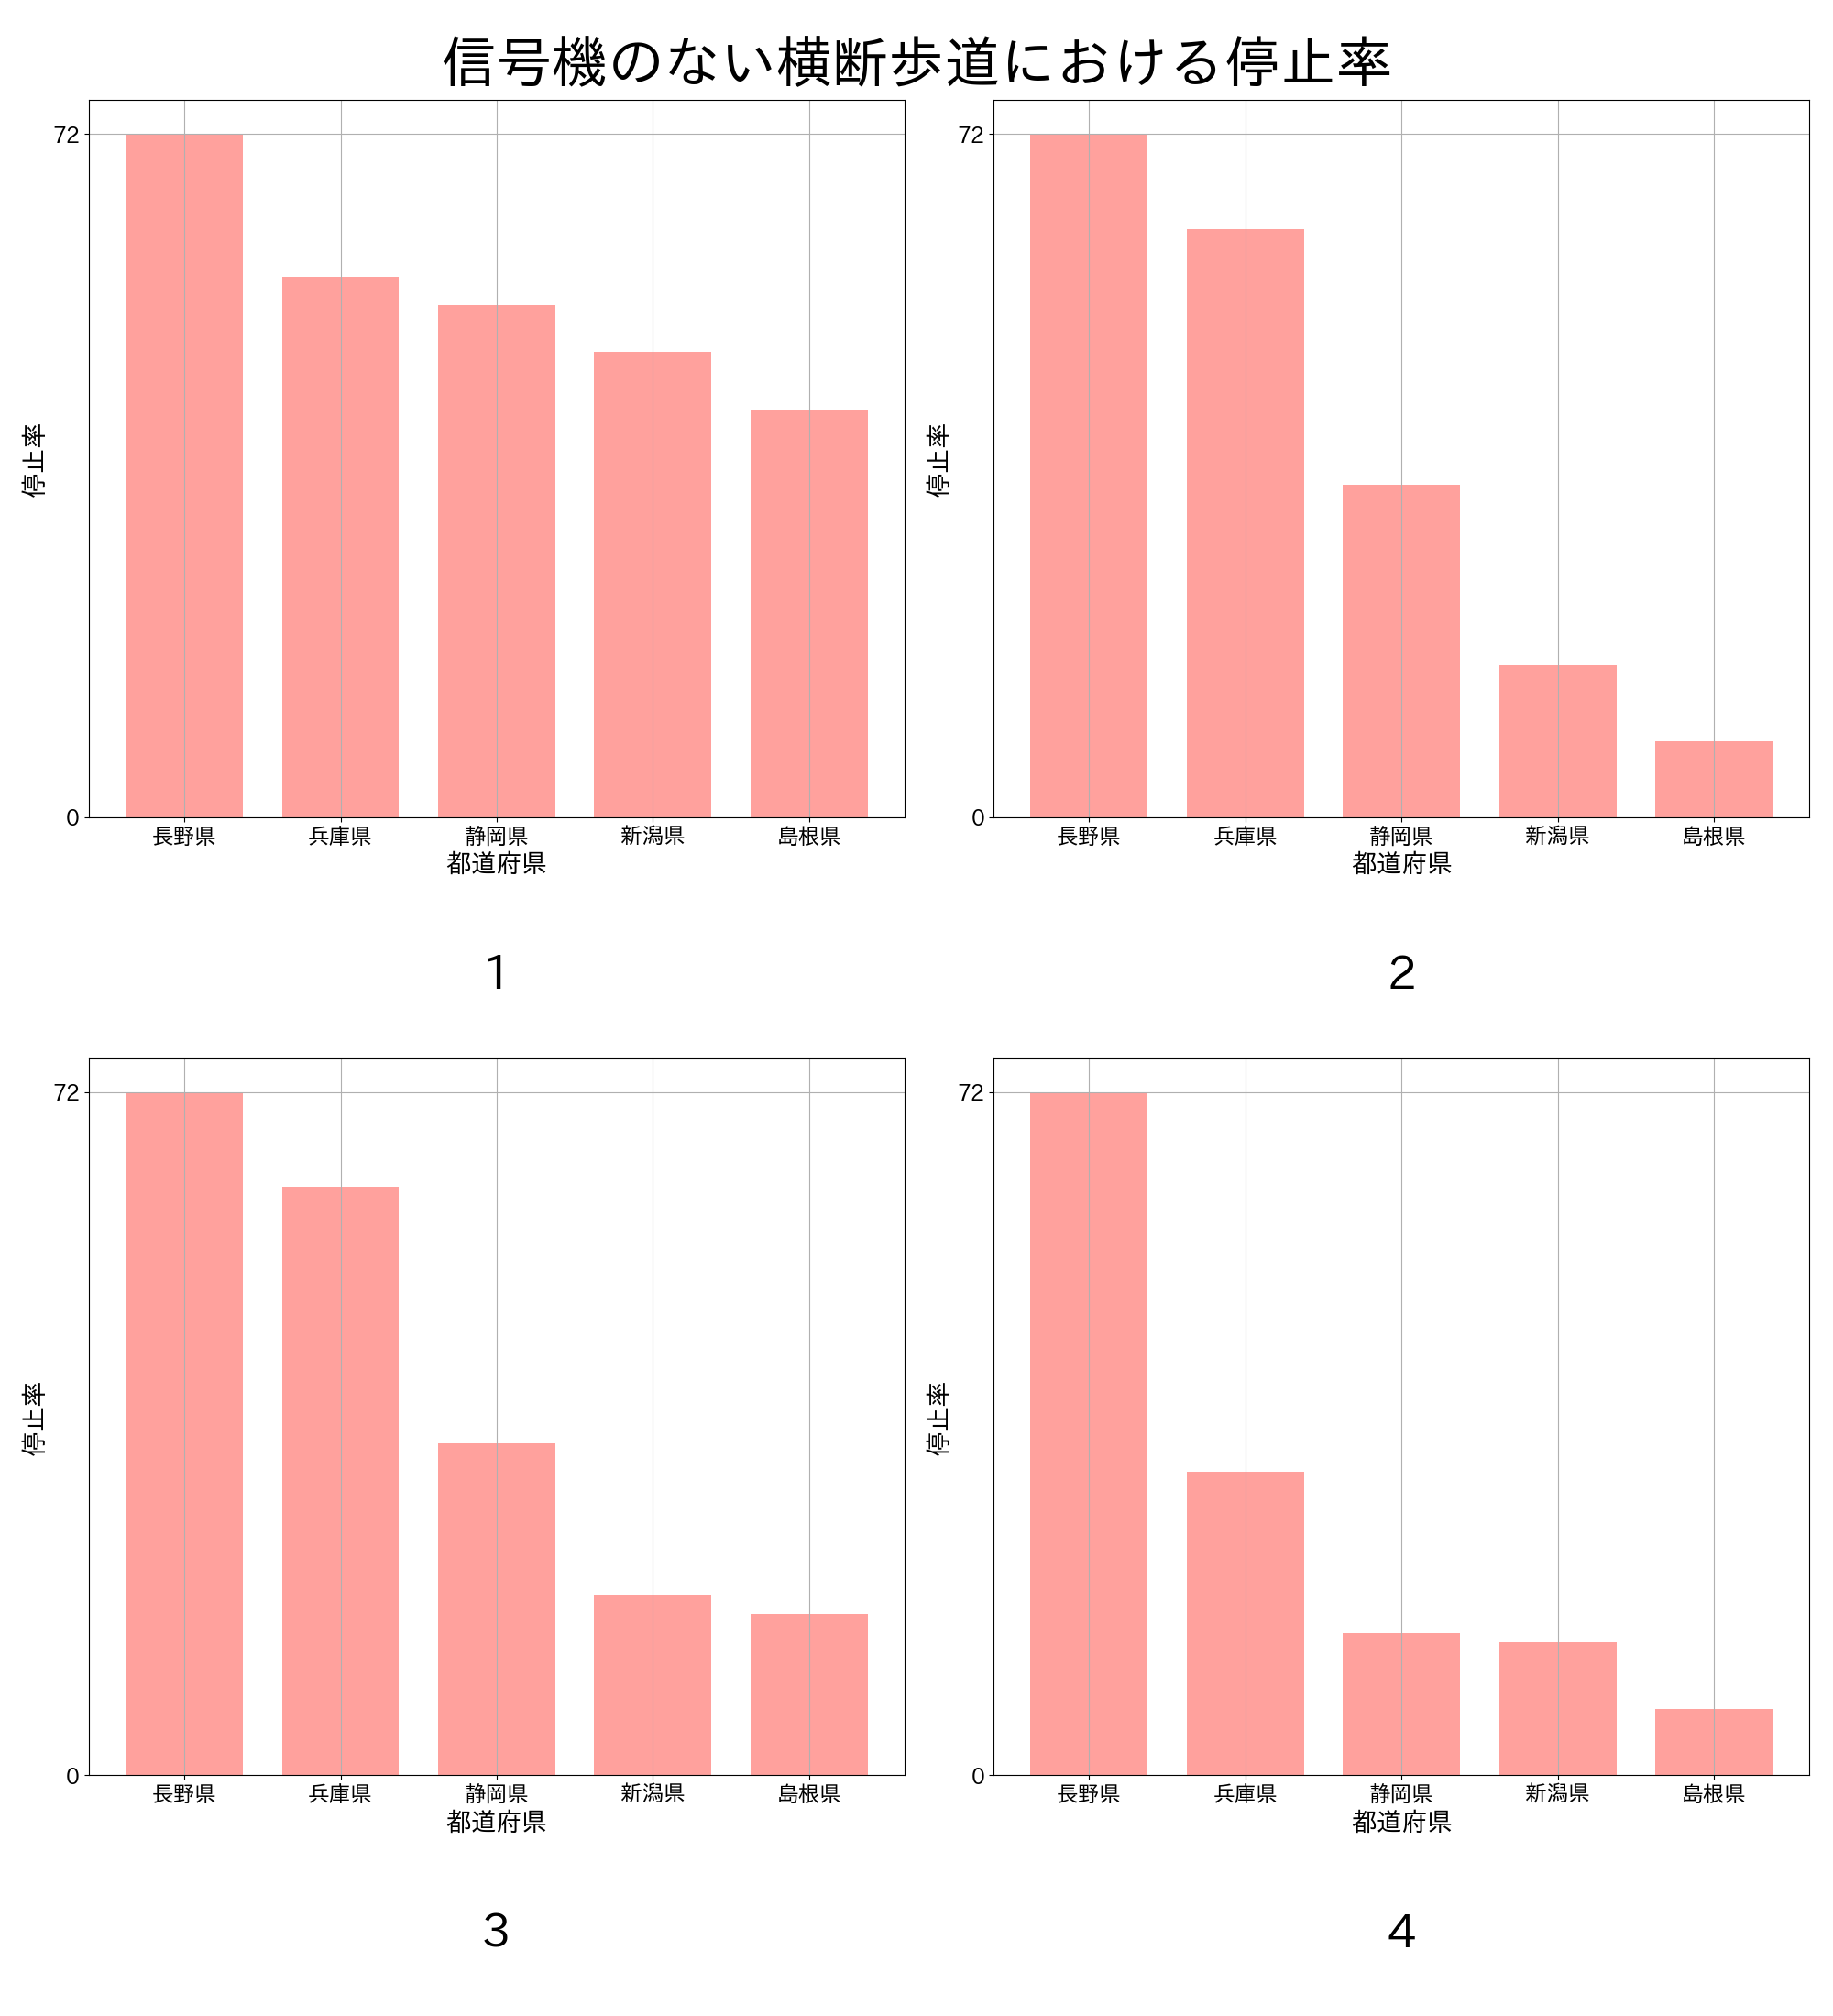 信号機のない横断歩道における停止率
72
0
停止率
長野県 兵庫県 静岡県 新潟県 島根県
都道府県
1
72
0
停止率
長野県 兵庫県 静岡県 新潟県 島根県
都道府県
2
72
0
停止率
長野県 兵庫県 静岡県 新潟県 島根県
都道府県
3
72
0
停止率
長野県 兵庫県 静岡県 新潟県 島根県
都道府県
4